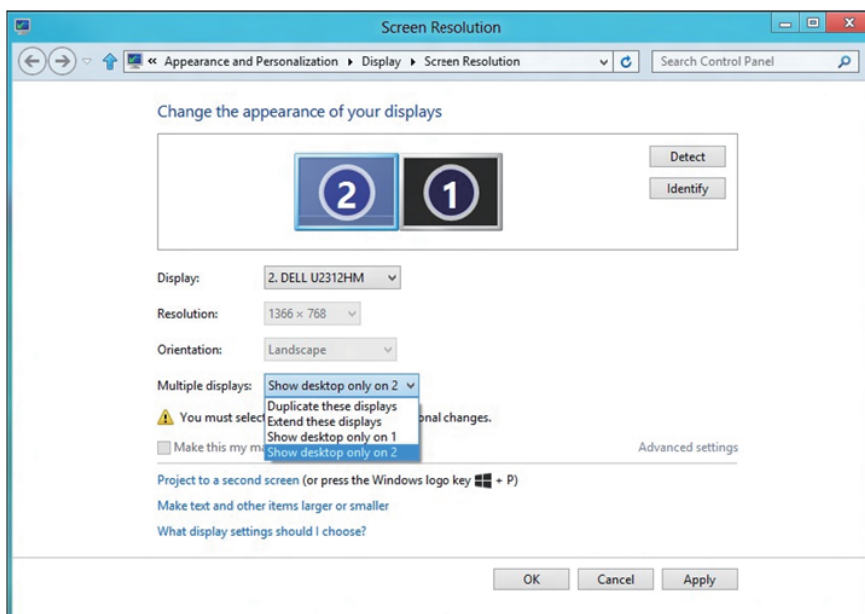 Screen Resolution
« Appearance and Personalization ▸ Display ▸ Screen Resolution
Search Control Panel
Change the appearance of your displays
2
1
Detect
Identify
Display: 2. DELL U2312HM
Resolution: 1366 × 768
Orientation: Landscape
Multiple displays: Show desktop only on 2
Duplicate these displays
Extend these displays
Show desktop only on 1
Show desktop only on 2
You must select onal changes.
Make this my ma
Advanced settings
Project to a second screen (or press the Windows logo key + P)
Make text and other items larger or smaller
What display settings should I choose?
OK Cancel Apply